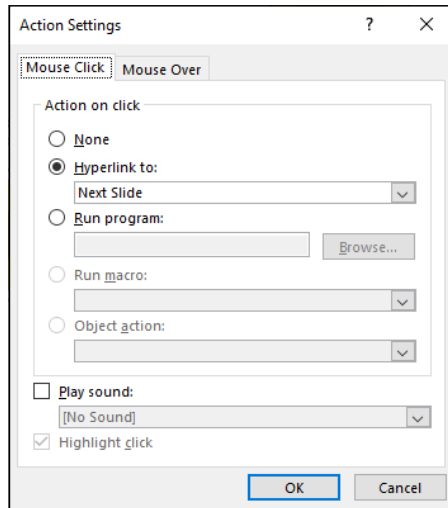 Action Settings ?
Mouse Click Mouse Over
Action on click
None
Hyperlink to:
Next Slide
Run program:
Browse...
Run macro:
Object action:
Play sound:
[No Sound]
Highlight click
OK Cancel